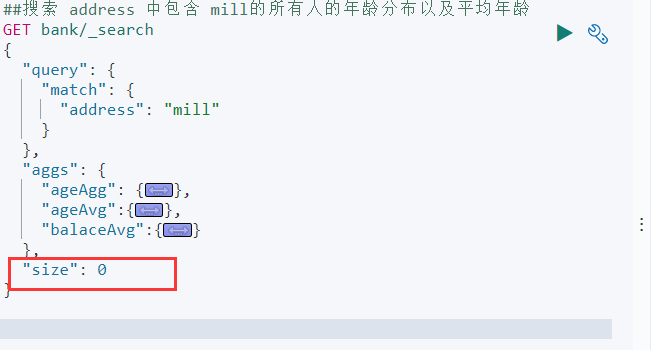 ##搜索 address 中包含 mill的所有人的年龄分布以及平均年龄
GET bank/_search
{
  "query": {
    "match": {
      "address": "mill"
    }
  },
  "aggs": {
    "ageAgg": {},
    "ageAvg":{},
    "balaceAvg":{}
  },
  "size": 0
}